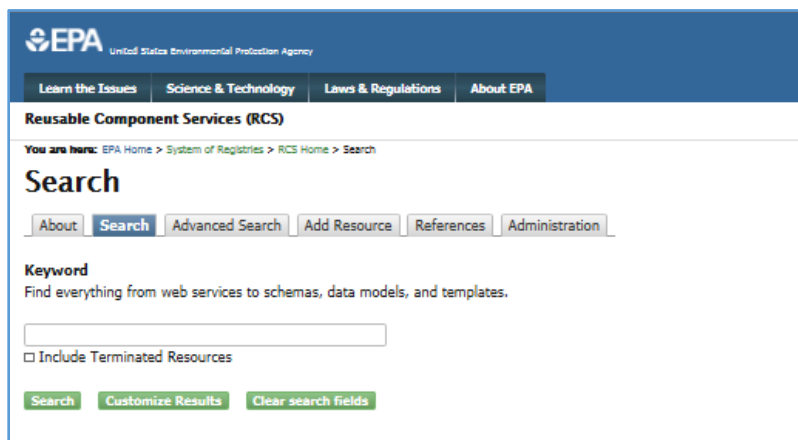 EPA United States Environmental Protection Agency
Learn the Issues Science & Technology Laws & Regulations About EPA
Reusable Component Services (RCS)
You are here: EPA Home > System of Registries > RCS Home > Search
Search
About Search Advanced Search Add Resource References Administration
Keyword
Find everything from web services to schemas, data models, and templates.
Include Terminated Resources
Search Customize Results Clear search fields